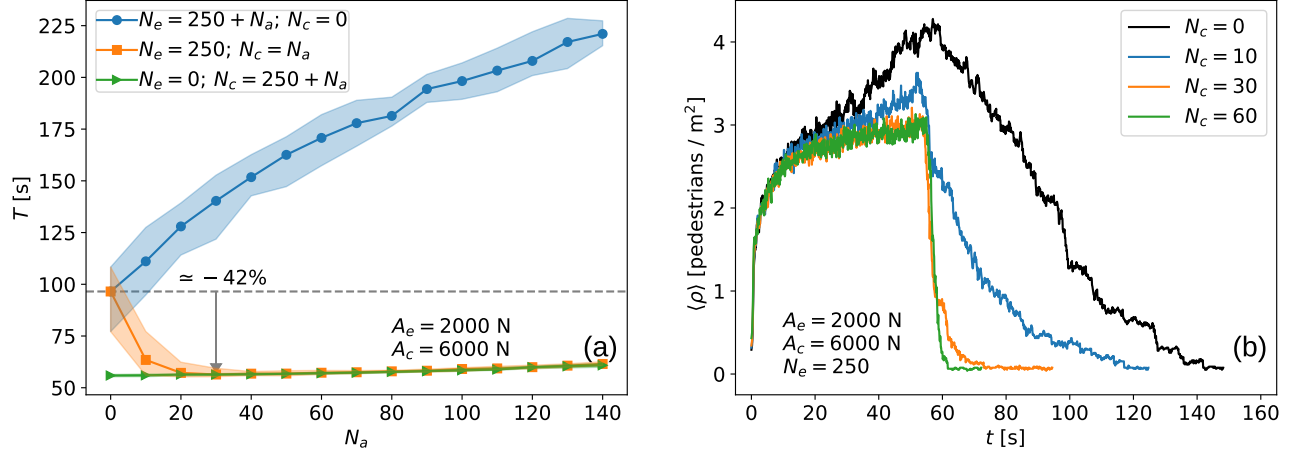 N_e = 250 + N_a; N_c = 0
N_e = 250; N_c = N_a
N_e = 0; N_c = 250 + N_a
≃ −42%
A_e = 2000 N
A_c = 6000 N
(a)
225
200
175
150
125
100
75
50
T [s]
0 20 40 60 80 100 120 140
N_a
N_c = 0
N_c = 10
N_c = 30
N_c = 60
A_e = 2000 N
A_c = 6000 N
N_e = 250
(b)
4
3
2
1
0
⟨ρ⟩ [pedestrians / m²]
0 20 40 60 80 100 120 140 160
t [s]